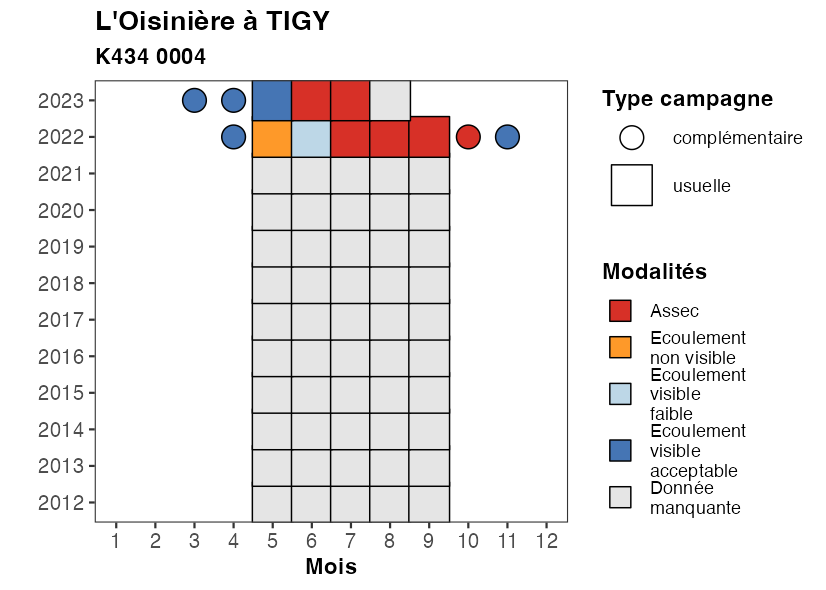 L'Oisinière à TIGY
K434 0004
2023
2022
2021
2020
2019
2018
2017
2016
2015
2014
2013
2012
1 2 3 4 5 6 7 8 9 10 11 12
Mois
Type campagne
complémentaire
usuelle
Modalités
Assec
Ecoulement
non visible
Ecoulement
visible
faible
Ecoulement
visible
acceptable
Donnée
manquante